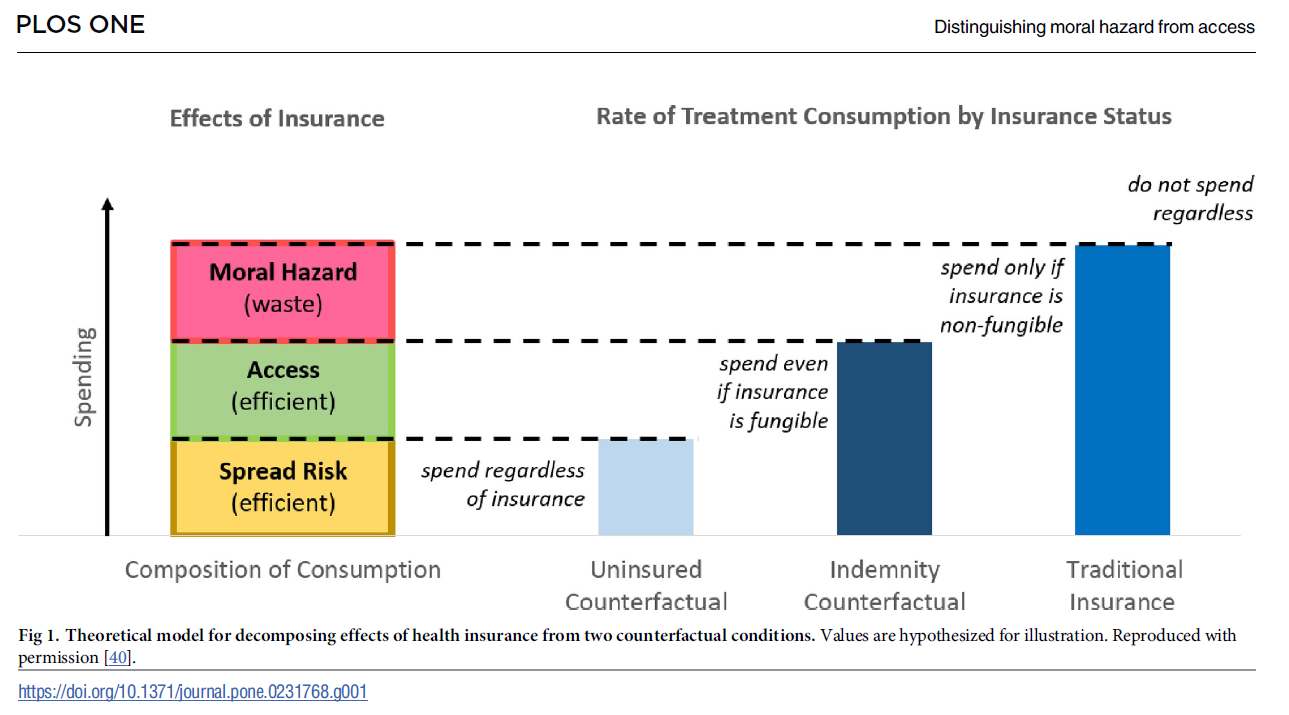 PLOS ONE
Distinguishing moral hazard from access
Effects of Insurance
Rate of Treatment Consumption by Insurance Status
do not spend
regardless
Spending
Moral Hazard
(waste)
spend only if
insurance is
non-fungible
Access
(efficient)
spend even
if insurance
is fungible
Spread Risk
(efficient)
spend regardless
of insurance
Composition of Consumption
Uninsured
Counterfactual
Indemnity
Counterfactual
Traditional
Insurance
Fig 1. Theoretical model for decomposing effects of health insurance from two counterfactual conditions. Values are hypothesized for illustration. Reproduced with
permission [40].
https://doi.org/10.1371/journal.pone.0231768.g001